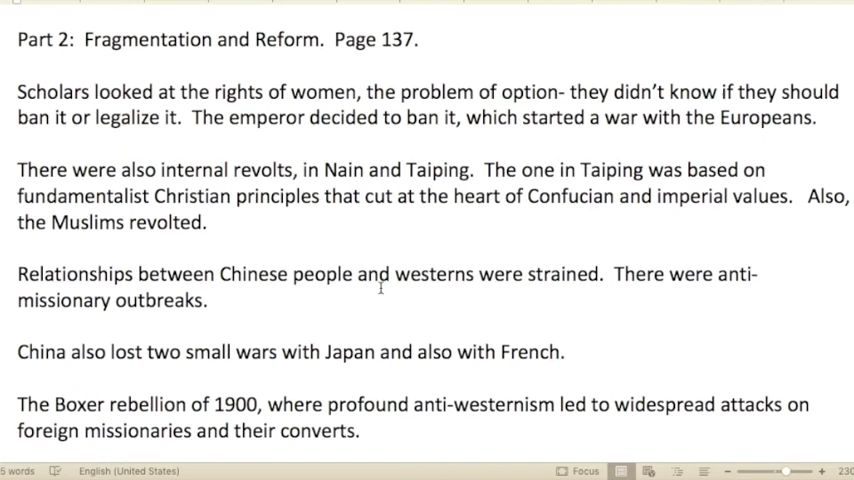 Part 2:  Fragmentation and Reform.  Page 137.
Scholars looked at the rights of women, the problem of option- they didn’t know if they should
ban it or legalize it.  The emperor decided to ban it, which started a war with the Europeans.
There were also internal revolts, in Nain and Taiping.  The one in Taiping was based on
fundamentalist Christian principles that cut at the heart of Confucian and imperial values.   Also,
the Muslims revolted.
Relationships between Chinese people and westerns were strained.  There were anti-
missionary outbreaks.
China also lost two small wars with Japan and also with French.
The Boxer rebellion of 1900, where profound anti-westernism led to widespread attacks on
foreign missionaries and their converts.
5 words English (United States) Focus 230